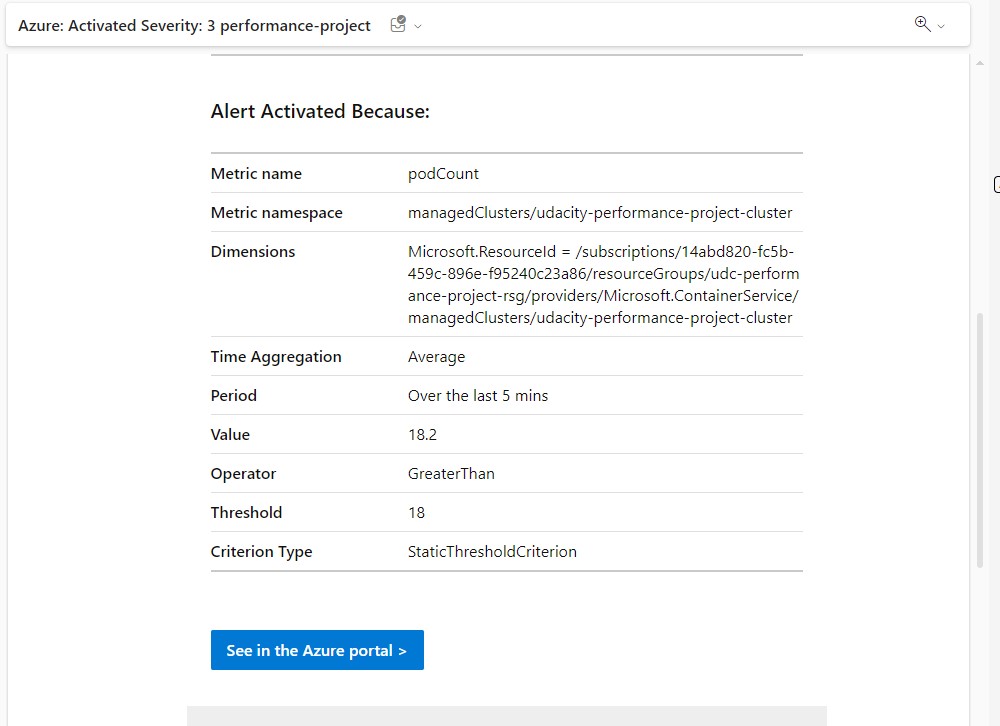 Azure: Activated Severity: 3 performance-project
Alert Activated Because:
Metric name podCount
Metric namespace managedClusters/udacity-performance-project-cluster
Dimensions Microsoft.ResourceId = /subscriptions/14abd820-fc5b-
459c-896e-f95240c23a86/resourceGroups/udc-perform
ance-project-rsg/providers/Microsoft.ContainerService/
managedClusters/udacity-performance-project-cluster
Time Aggregation Average
Period Over the last 5 mins
Value 18.2
Operator GreaterThan
Threshold 18
Criterion Type StaticThresholdCriterion
See in the Azure portal >